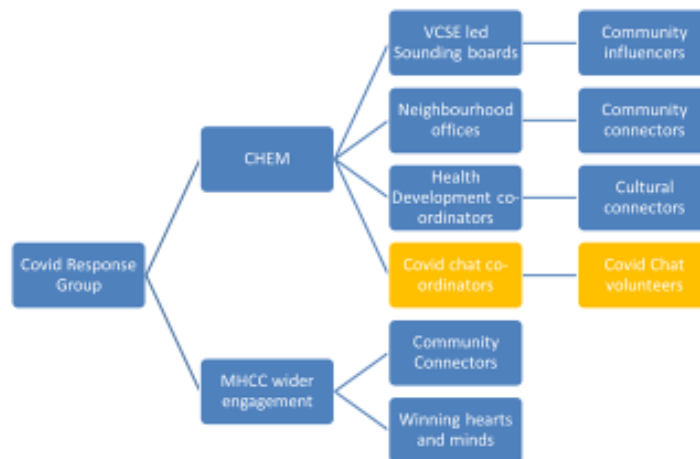 VCSE led
Sounding boards
Community
influencers
Neighbourhood
offices
Community
connectors
CHEM
Health
Development co-
ordinators
Cultural
connectors
Covid Response
Group
Covid chat co-
ordinators
Covid Chat
volunteers
Community
Connectors
MHCC wider
engagement
Winning hearts
and minds